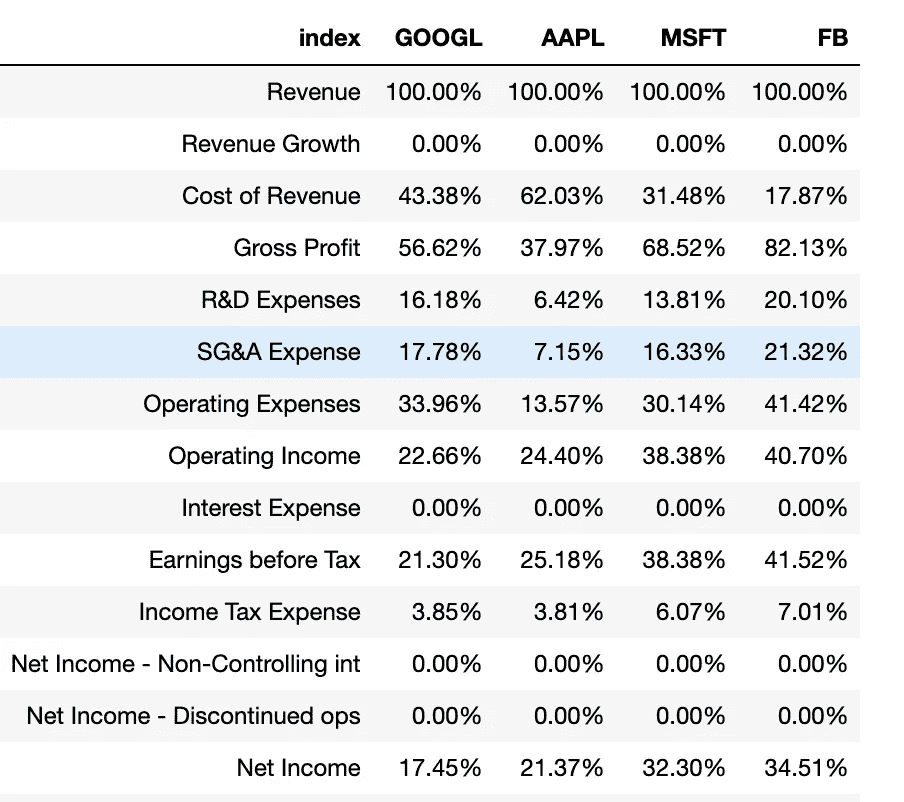 index GOOGL AAPL MSFT FB
Revenue 100.00% 100.00% 100.00% 100.00%
Revenue Growth 0.00% 0.00% 0.00% 0.00%
Cost of Revenue 43.38% 62.03% 31.48% 17.87%
Gross Profit 56.62% 37.97% 68.52% 82.13%
R&D Expenses 16.18% 6.42% 13.81% 20.10%
SG&A Expense 17.78% 7.15% 16.33% 21.32%
Operating Expenses 33.96% 13.57% 30.14% 41.42%
Operating Income 22.66% 24.40% 38.38% 40.70%
Interest Expense 0.00% 0.00% 0.00% 0.00%
Earnings before Tax 21.30% 25.18% 38.38% 41.52%
Income Tax Expense 3.85% 3.81% 6.07% 7.01%
Net Income - Non-Controlling int 0.00% 0.00% 0.00% 0.00%
Net Income - Discontinued ops 0.00% 0.00% 0.00% 0.00%
Net Income 17.45% 21.37% 32.30% 34.51%